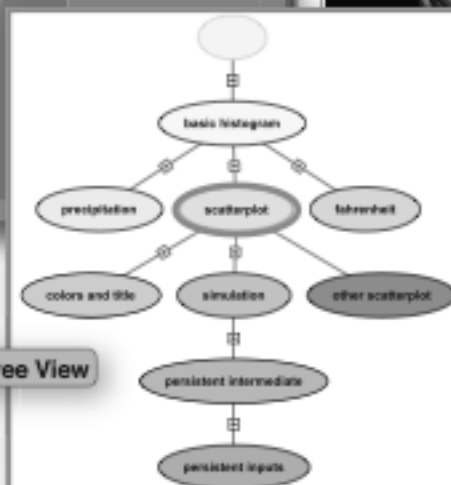 basic histogram
precipitation
scatterplot
fahrenheit
colors and title
simulation
other scatterplot
ee View
persistent intermediate
persistent inputs